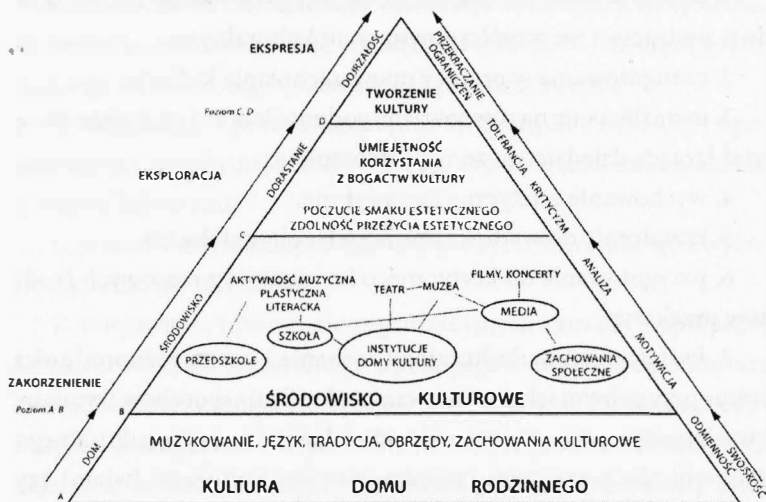 EKSPRESJA
DOJRZAŁOŚĆ
PRZEKRACZANIE
OGRANICZEŃ
Poziom C, D
TWORZENIE
KULTURY
TOLERANCJA
EKSPLORACJA
DORASTANIE
UMIEJĘTNOŚĆ
KORZYSTANIA
Z BOGACTW KULTURY
KRYTYCYZM
C
POCZUCIE SMAKU ESTETYCZNEGO
ZDOLNOŚĆ PRZEŻYCIA ESTETYCZNEGO
ANALIZA
ŚRODOWISKO
AKTYWNOŚĆ MUZYCZNA
PLASTYCZNA
LITERACKA
TEATR
MUZEA
FILMY, KONCERTY
SZKOŁA
MEDIA
PRZEDSZKOLE
INSTYTUCJE
DOMY KULTURY
ZACHOWANIA
SPOŁECZNE
MOTYWACJA
ZAKORZENIENIE
Poziom A, B
B
ŚRODOWISKO KULTUROWE
DOM
MUZYKOWANIE, JĘZYK, TRADYCJA, OBRZĘDY, ZACHOWANIA KULTUROWE
ODMIENNOŚĆ
SWOJSKOŚĆ
A
KULTURA DOMU RODZINNEGO